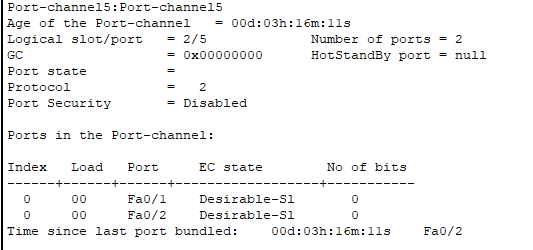 Port-channel5:Port-channel5
Age of the Port-channel   = 00d:03h:16m:11s
Logical slot/port   = 2/5             Number of ports = 2
GC                  = 0x00000000      HotStandBy port = null
Port state          =
Protocol            =   2
Port Security       = Disabled
Ports in the Port-channel:
Index   Load   Port     EC state        No of bits
------+------+------+------------------+-----------
  0     00     Fa0/1    Desirable-Sl       0
  0     00     Fa0/2    Desirable-Sl       0
Time since last port bundled:    00d:03h:16m:11s    Fa0/2